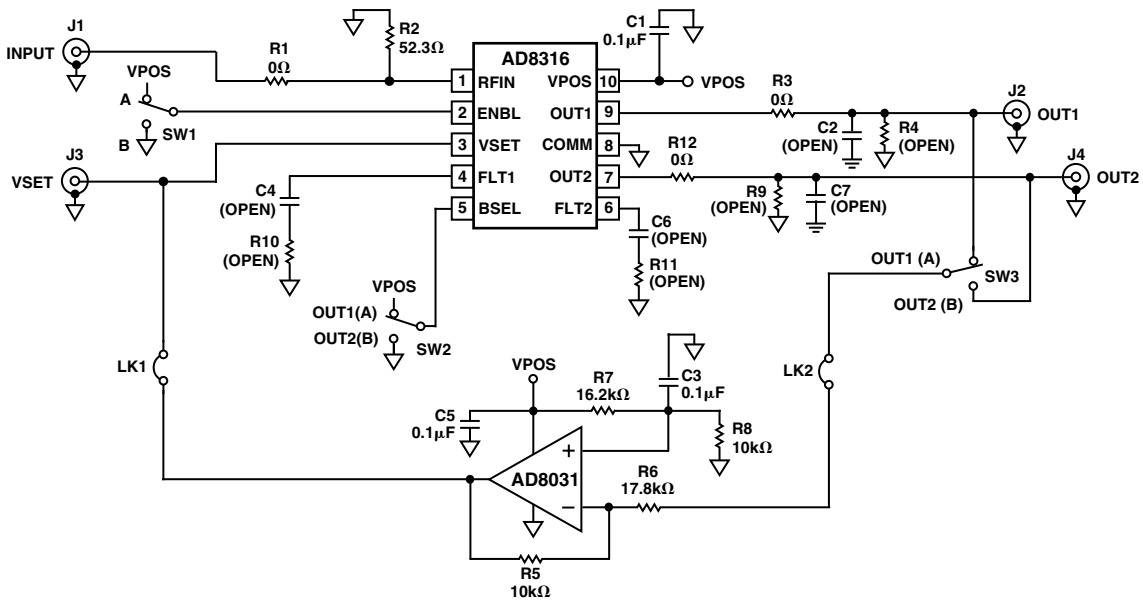 J1
INPUT
R1
0Ω
R2
52.3Ω
C1
0.1μF
VPOS
AD8316
1 RFIN
2 ENBL
3 VSET
4 FLT1
5 BSEL
VPOS 10
OUT1 9
COMM 8
OUT2 7
FLT2 6
VPOS
A
SW1
B
J3
VSET
C4
(OPEN)
R10
(OPEN)
R3
0Ω
J2
OUT1
C2
(OPEN)
R4
(OPEN)
R12
0Ω
J4
OUT2
R9
(OPEN)
C7
(OPEN)
C6
(OPEN)
R11
(OPEN)
OUT1 (A)
SW3
OUT2 (B)
VPOS
OUT1(A)
OUT2(B)
SW2
LK1
LK2
VPOS
R7
16.2kΩ
C3
0.1μF
C5
0.1μF
R8
10kΩ
+
AD8031
–
R6
17.8kΩ
R5
10kΩ